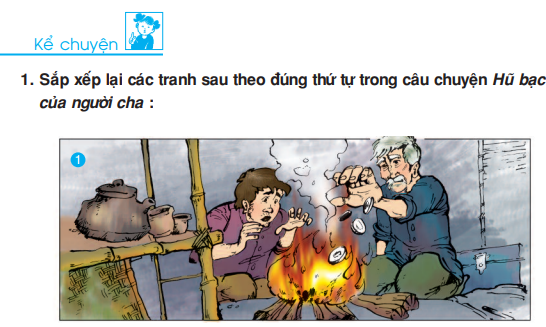 Kể chuyện
1. Sắp xếp lại các tranh sau theo đúng thứ tự trong câu chuyện Hũ bạc
của người cha :
1